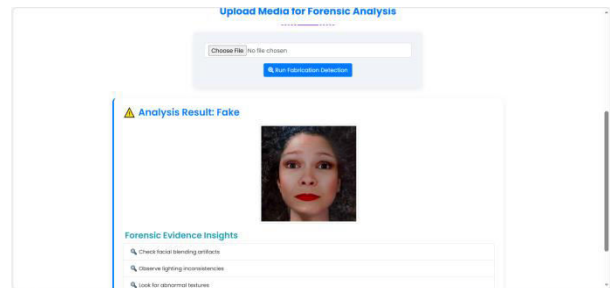 Upload Media for Forensic Analysis
Choose File No file chosen
Run Fabrication Detection
Analysis Result: Fake
Forensic Evidence Insights
Check facial blending artifacts
Observe lighting inconsistencies
Look for abnormal textures